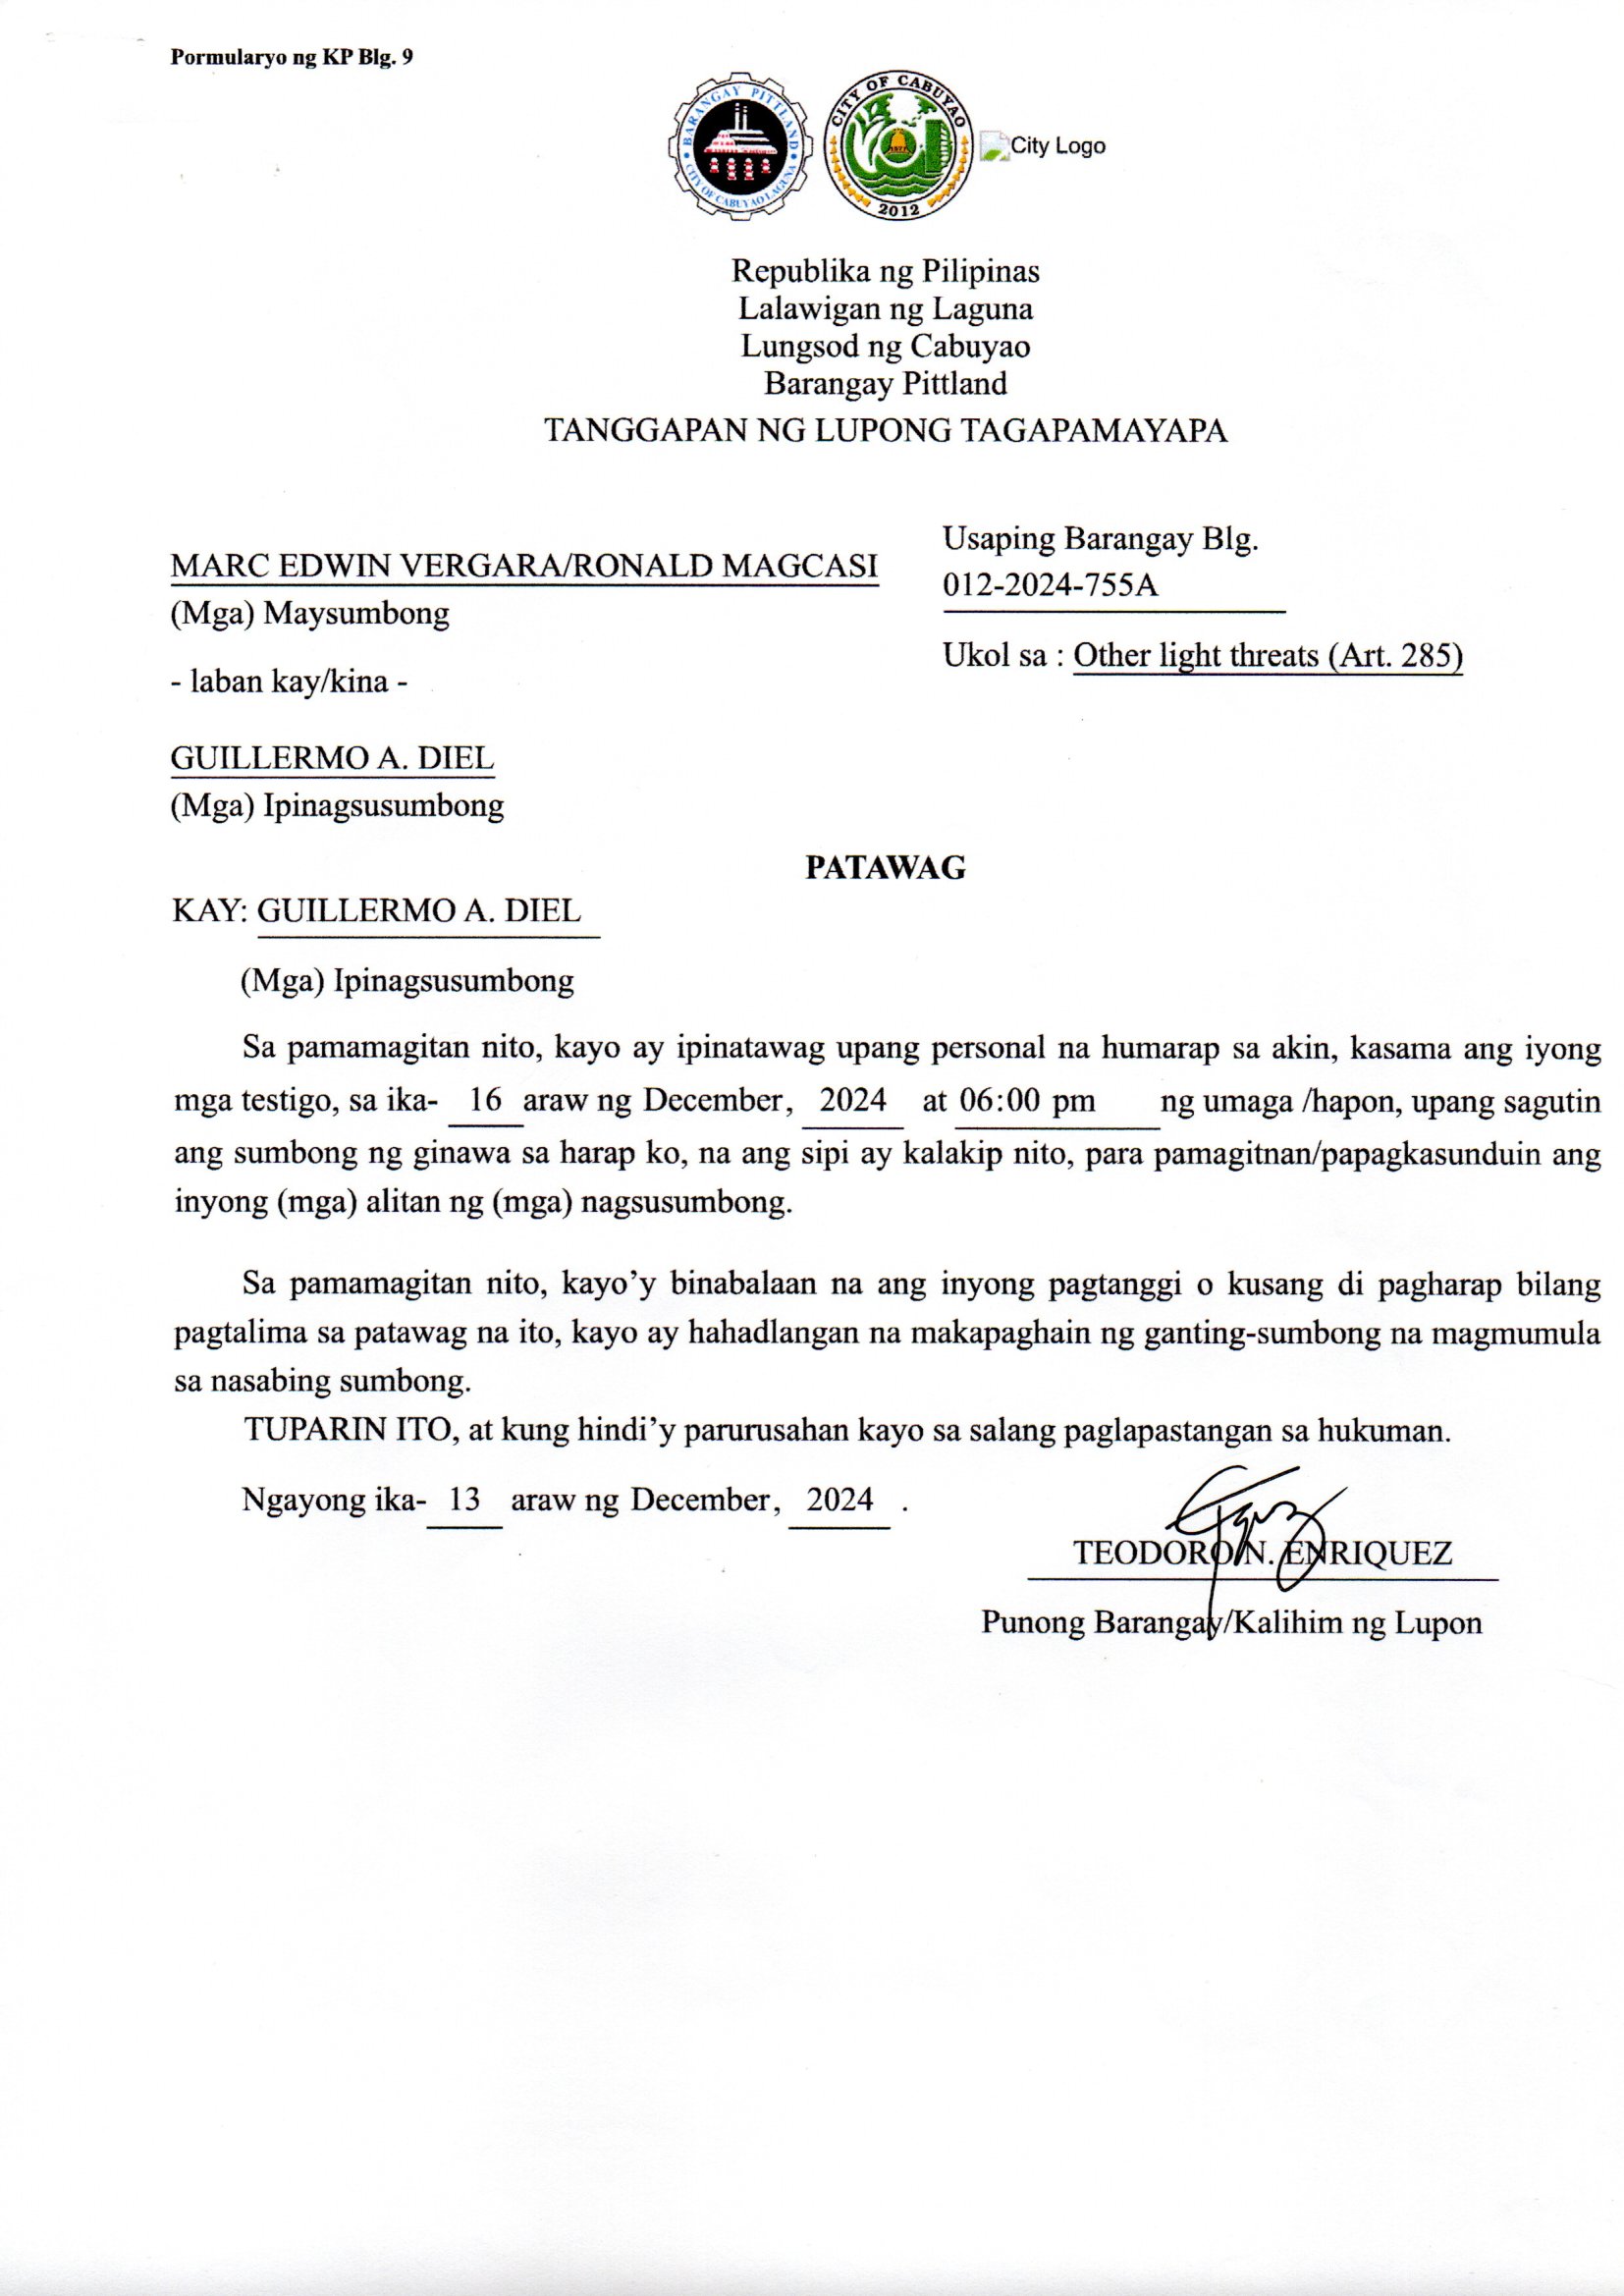 Pormularyo ng KP Blg. 9
BARANGAY PITTLAND
CITY OF CABUYAO LAGUNA
CITY OF CABUYAO
2012
City Logo
Republika ng Pilipinas
Lalawigan ng Laguna
Lungsod ng Cabuyao
Barangay Pittland
TANGGAPAN NG LUPONG TAGAPAMAYAPA
MARC EDWIN VERGARA/RONALD MAGCASI
(Mga) Maysumbong
- laban kay/kina -
GUILLERMO A. DIEL
(Mga) Ipinagsusumbong
Usaping Barangay Blg.
012-2024-755A
Ukol sa : Other light threats (Art. 285)
PATAWAG
KAY: GUILLERMO A. DIEL
(Mga) Ipinagsusumbong
Sa pamamagitan nito, kayo ay ipinatawag upang personal na humarap sa akin, kasama ang iyong
mga testigo, sa ika- 16 araw ng December, 2024 at 06:00 pm ng umaga /hapon, upang sagutin
ang sumbong ng ginawa sa harap ko, na ang sipi ay kalakip nito, para pamagitnan/papagkasunduin ang
inyong (mga) alitan ng (mga) nagsusumbong.
Sa pamamagitan nito, kayo’y binabalaan na ang inyong pagtanggi o kusang di pagharap bilang
pagtalima sa patawag na ito, kayo ay hahadlangan na makapaghain ng ganting-sumbong na magmumula
sa nasabing sumbong.
TUPARIN ITO, at kung hindi’y parurusahan kayo sa salang paglapastangan sa hukuman.
Ngayong ika- 13 araw ng December, 2024 .
TEODORO N. ENRIQUEZ
Punong Barangay/Kalihim ng Lupon